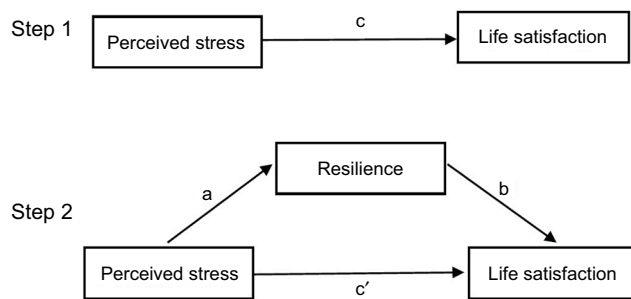 Step 1
Perceived stress
c
Life satisfaction
Resilience
a
b
Step 2
Perceived stress
c′
Life satisfaction